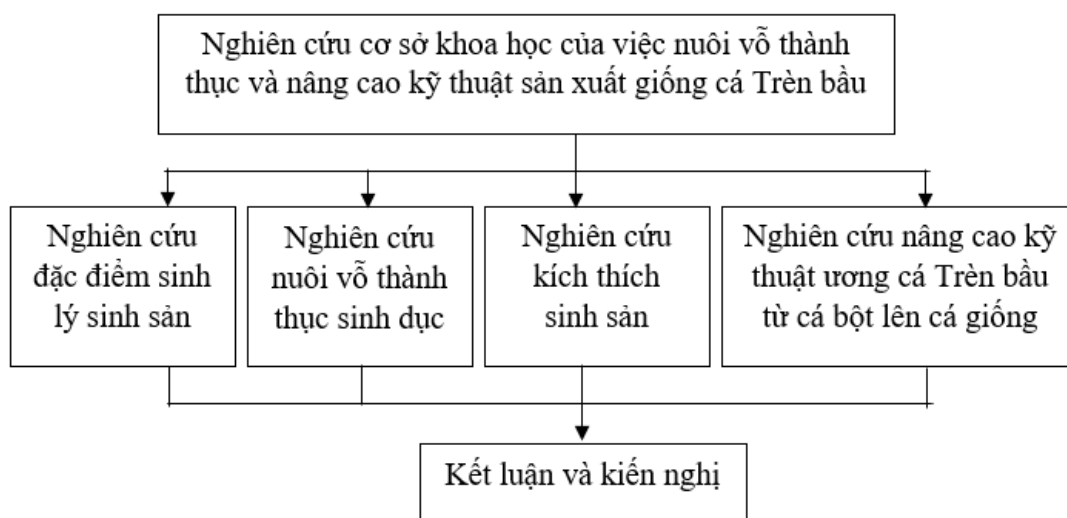 Nghiên cứu cơ sở khoa học của việc nuôi vỗ thành
thục và nâng cao kỹ thuật sản xuất giống cá Trèn bầu
Nghiên cứu
đặc điểm sinh
lý sinh sản
Nghiên cứu
nuôi vỗ thành
thục sinh dục
Nghiên cứu
kích thích
sinh sản
Nghiên cứu nâng cao kỹ
thuật ương cá Trèn bầu
từ cá bột lên cá giống
Kết luận và kiến nghị